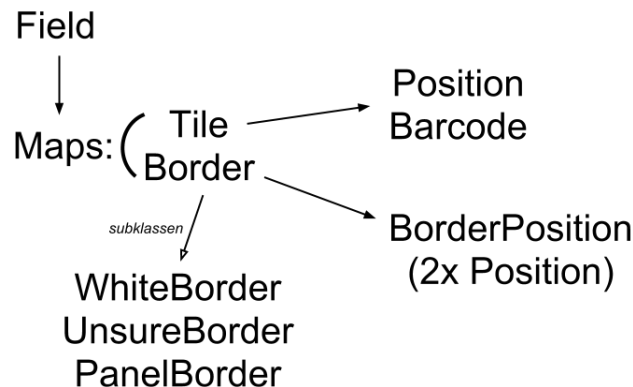 Field
Maps:
Tile
Border
Position
Barcode
subklassen
BorderPosition
(2x Position)
WhiteBorder
UnsureBorder
PanelBorder